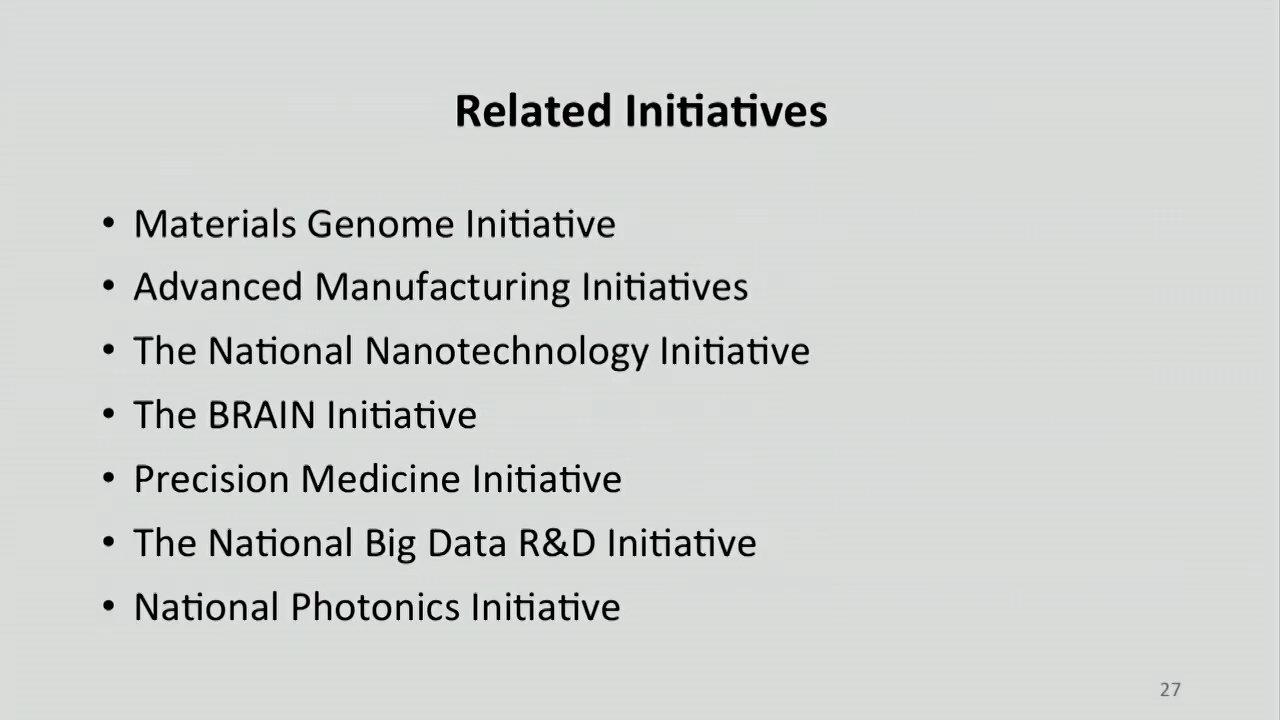 Related Initiatives
• Materials Genome Initiative
• Advanced Manufacturing Initiatives
• The National Nanotechnology Initiative
• The BRAIN Initiative
• Precision Medicine Initiative
• The National Big Data R&D Initiative
• National Photonics Initiative
27